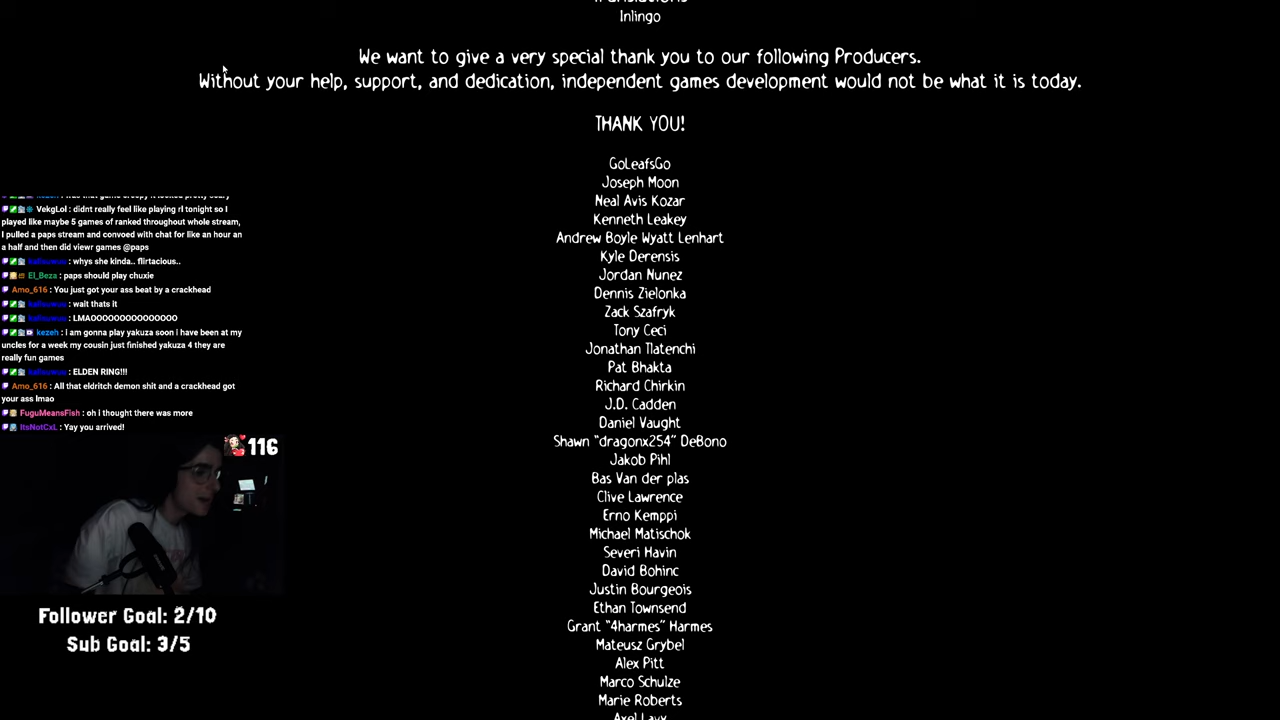 Inlingo
We want to give a very special thank you to our following Producers.
Without your help, support, and dedication, independent games development would not be what it is today.
THANK YOU!
GoLeafsGo
Joseph Moon
Neal Avis Kozar
Kenneth Leakey
Andrew Boyle Wyatt Lenhart
Kyle Derensis
Jordan Nunez
Dennis Zielonka
Zack Szafryk
Tony Ceci
Jonathan Tlatenchi
Pat Bhakta
Richard Chirkin
J.D. Cadden
Daniel Vaught
Shawn "dragonx254" DeBono
Jakob Pihl
Bas Van der plas
Clive Lawrence
Erno Kemppi
Michael Matischok
Severi Havin
David Bohinc
Justin Bourgeois
Ethan Townsend
Grant "4harmes" Harmes
Mateusz Grybel
Alex Pitt
Marco Schulze
Marie Roberts
VekgLol : didnt really feel like playing rl tonight so I
played like maybe 5 games of ranked throughout whole stream,
I pulled a paps stream and convoed with chat for like an hour an
a half and then did viewr games @paps
: whys she kinda.. flirtacious..
El_Beza : paps should play chuxie
Amo_616 : You just got your ass beat by a crackhead
: wait thats it
: LMAOOOOOOOOOOOOOOO
kezeh : i am gonna play yakuza soon i have been at my
uncles for a week my cousin just finished yakuza 4 they are
really fun games
: ELDEN RING!!!
Amo_616 : All that eldritch demon shit and a crackhead got
your ass lmao
FuguMeansFish : oh i thought there was more
ItsNotCxL : Yay you arrived!
116
Follower Goal: 2/10
Sub Goal: 3/5